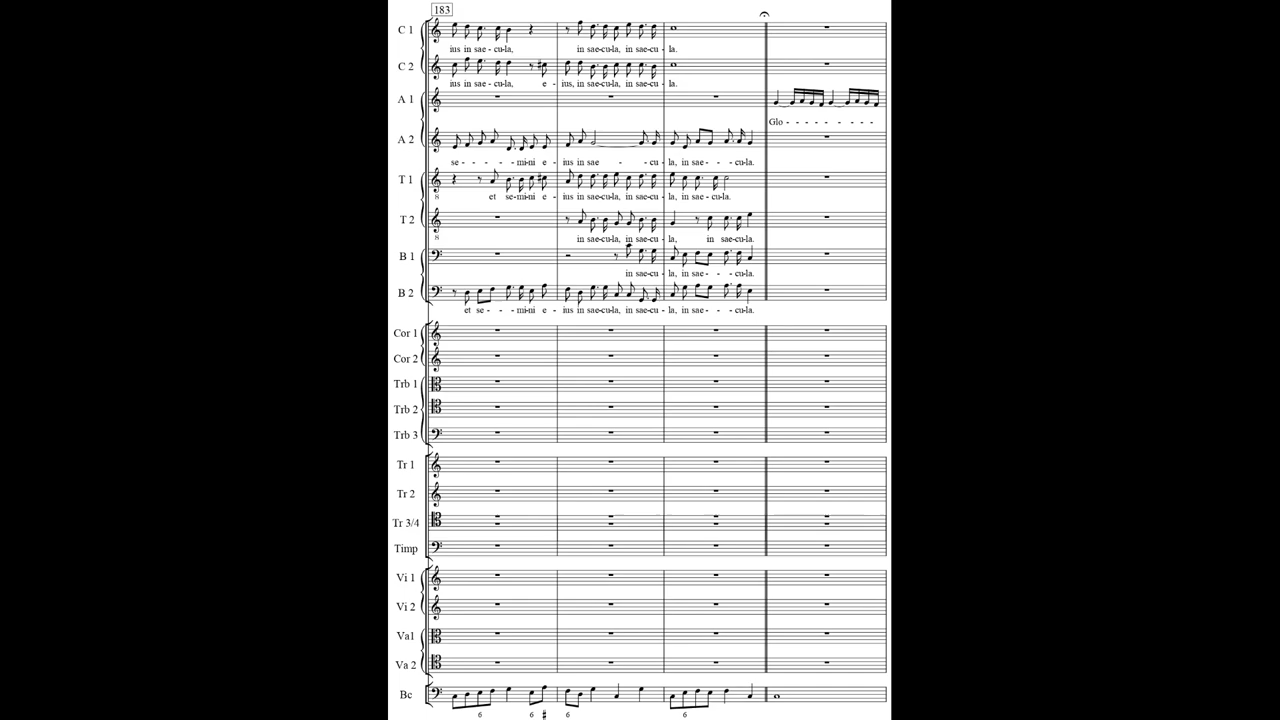 183
C 1
ius in sae - cu-la, in sae-cu-la, in sae-cu - la.
C 2
ius in sae - cu-la, e - ius, in sae-cu-la, in sae-cu - la.
A 1
Glo - - - - - - - - -
A 2
se - - - - mi-ni e - ius in sae - - cu - la, in sae - - - cu-la.
T 1
8
et se-mi-ni e - ius in sae-cu-la, in sae-cu - la, in sae-cu-la.
T 2
8
in sae-cu-la, in sae-cu - la, in sae-cu-la.
B 1
in sae-cu - la, in sae - - - cu-la.
B 2
et se - - - mi-ni e - ius in sae-cu-la, in sae-cu - la, in sae - - - cu-la.
Cor 1
Cor 2
Trb 1
Trb 2
Trb 3
Tr 1
Tr 2
Tr 3/4
Timp
Vi 1
Vi 2
Va1
Va 2
Bc
6 6 # 6 6